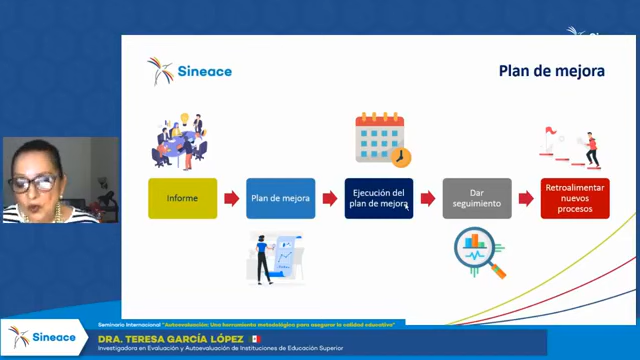 Sineace
Plan de mejora
Informe
Plan de mejora
Ejecución del
plan de mejora
Dar
seguimiento
Retroalimentar
nuevos
procesos
Sineace
Seminario Internacional "Autoevaluación: Una herramienta metodológica para asegurar la calidad educativa"
DRA. TERESA GARCÍA LÓPEZ
Investigadora en Evaluación y Autoevaluación de Instituciones de Educación Superior